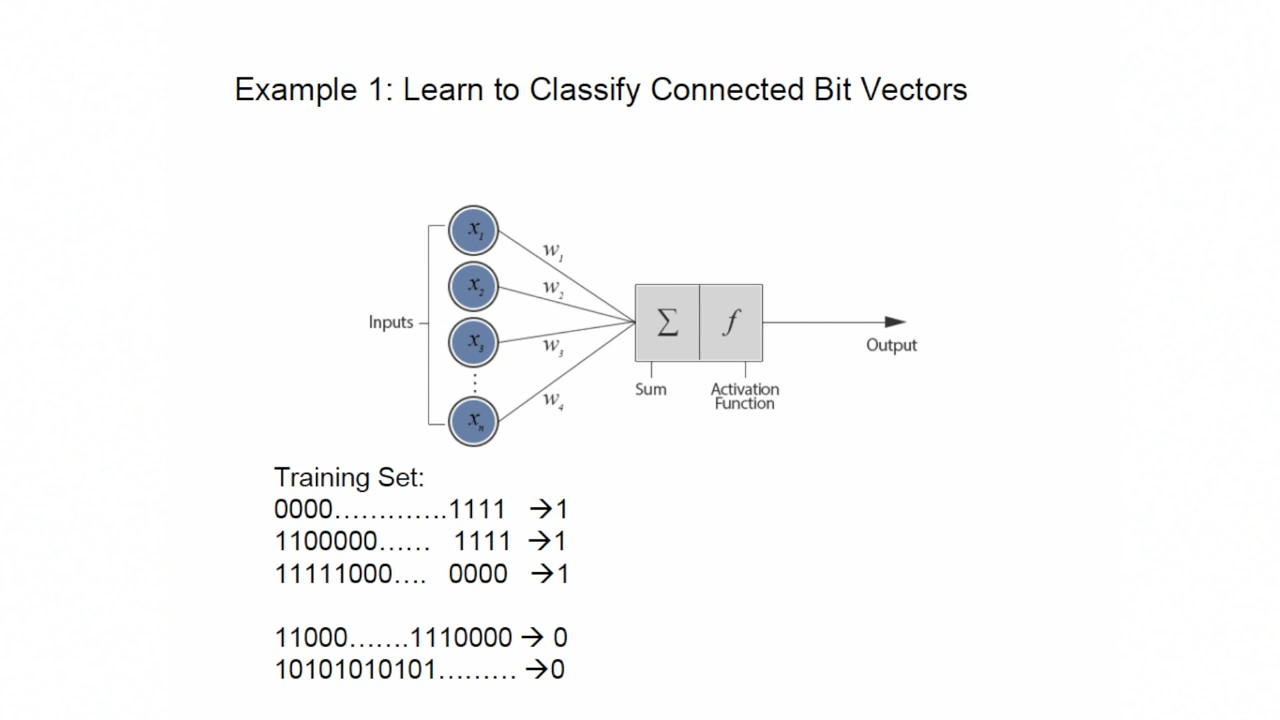 Example 1: Learn to Classify Connected Bit Vectors
x1
w1
x2
w2
Inputs
x3
w3
Σ
f
Output
w4
xn
Sum
Activation
Function
Training Set:
0000.............1111 →1
1100000...... 1111 →1
11111000.... 0000 →1
11000.......1110000 → 0
10101010101......... →0